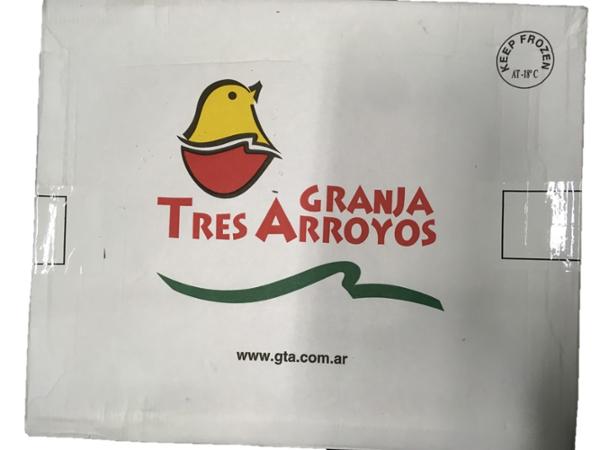 KEEP FROZEN
AT -18° C
GRANJA
TRES ARROYOS
www.gta.com.ar